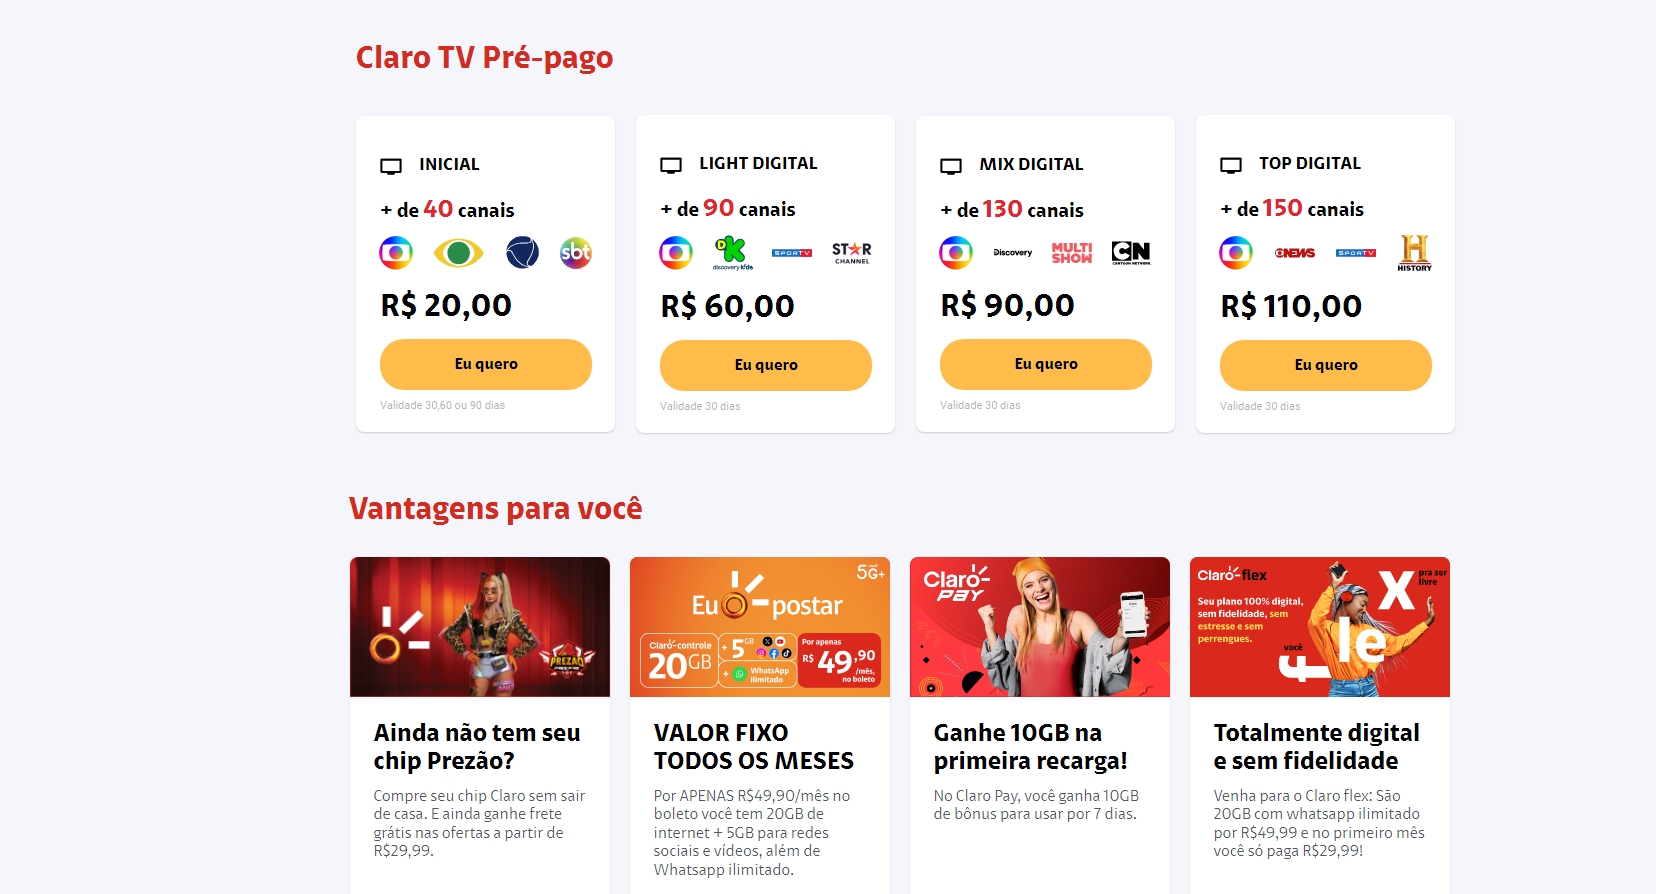 Claro TV Pré-pago
INICIAL
+ de 40 canais
sbt
R$ 20,00
Eu quero
Validade 30,60 ou 90 dias
LIGHT DIGITAL
+ de 90 canais
DK
discovery kids
SPORTV
STAR
CHANNEL
R$ 60,00
Eu quero
Validade 30 dias
MIX DIGITAL
+ de 130 canais
Discovery
MULTI
SHOW
CN
CARTOON NETWORK
R$ 90,00
Eu quero
Validade 30 dias
TOP DIGITAL
+ de 150 canais
NEWS
SPORTV
H
HISTORY
R$ 110,00
Eu quero
Validade 30 dias
Vantagens para você
PREZÃO
Ainda não tem seu
chip Prezão?
Compre seu chip Claro sem sair
de casa. E ainda ganhe frete
grátis nas ofertas a partir de
R$29,99.
5G+
Eu postar
Claro-controle
20GB
+ 5GB
+ WhatsApp
ilimitado
Por apenas
R$ 49,90
/mês,
no boleto
VALOR FIXO
TODOS OS MESES
Por APENAS R$49,90/mês no
boleto você tem 20GB de
internet + 5GB para redes
sociais e vídeos, além de
Whatsapp ilimitado.
Claro-
pay
Ganhe 10GB na
primeira recarga!
No Claro Pay, você ganha 10GB
de bônus para usar por 7 dias.
Claro-flex
Seu plano 100% digital,
sem fidelidade, sem
estresse e sem
perrengues.
X
pra ser
livre
le
você
f
Totalmente digital
e sem fidelidade
Venha para o Claro flex: São
20GB com whatsapp ilimitado
por R$49,99 e no primeiro mês
você só paga R$29,99!